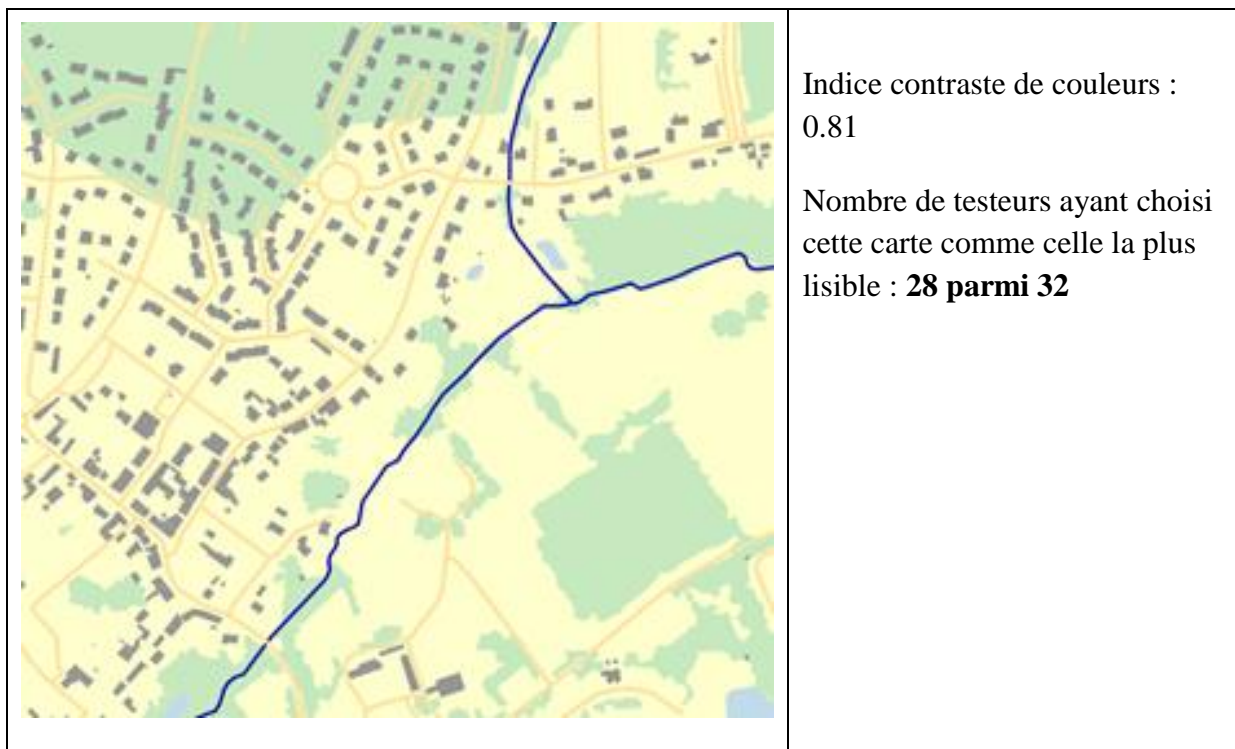 Indice contraste de couleurs :
0.81
Nombre de testeurs ayant choisi
cette carte comme celle la plus
lisible : 28 parmi 32